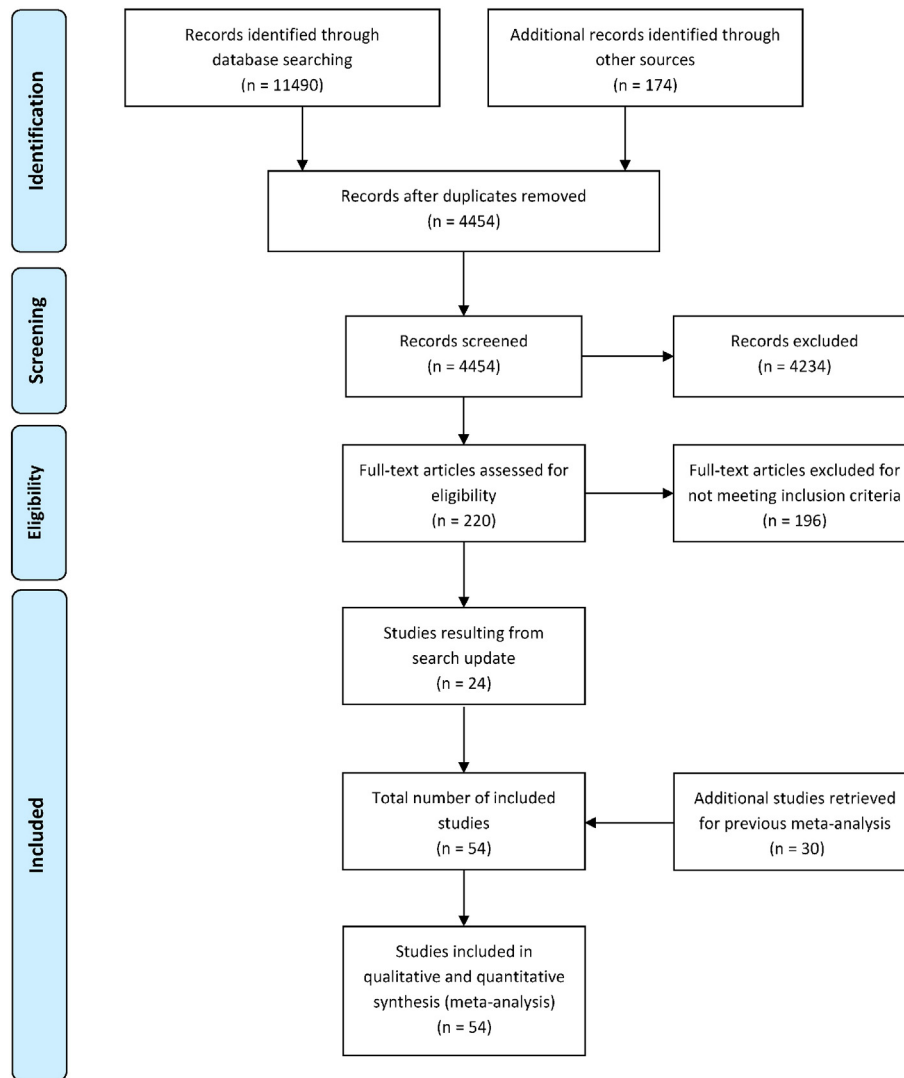 Identification
Records identified through
database searching
(n = 11490)
Additional records identified through
other sources
(n = 174)
Records after duplicates removed
(n = 4454)
Screening
Records screened
(n = 4454)
Records excluded
(n = 4234)
Eligibility
Full-text articles assessed for
eligibility
(n = 220)
Full-text articles excluded for
not meeting inclusion criteria
(n = 196)
Included
Studies resulting from
search update
(n = 24)
Total number of included
studies
(n = 54)
Additional studies retrieved
for previous meta-analysis
(n = 30)
Studies included in
qualitative and quantitative
synthesis (meta-analysis)
(n = 54)